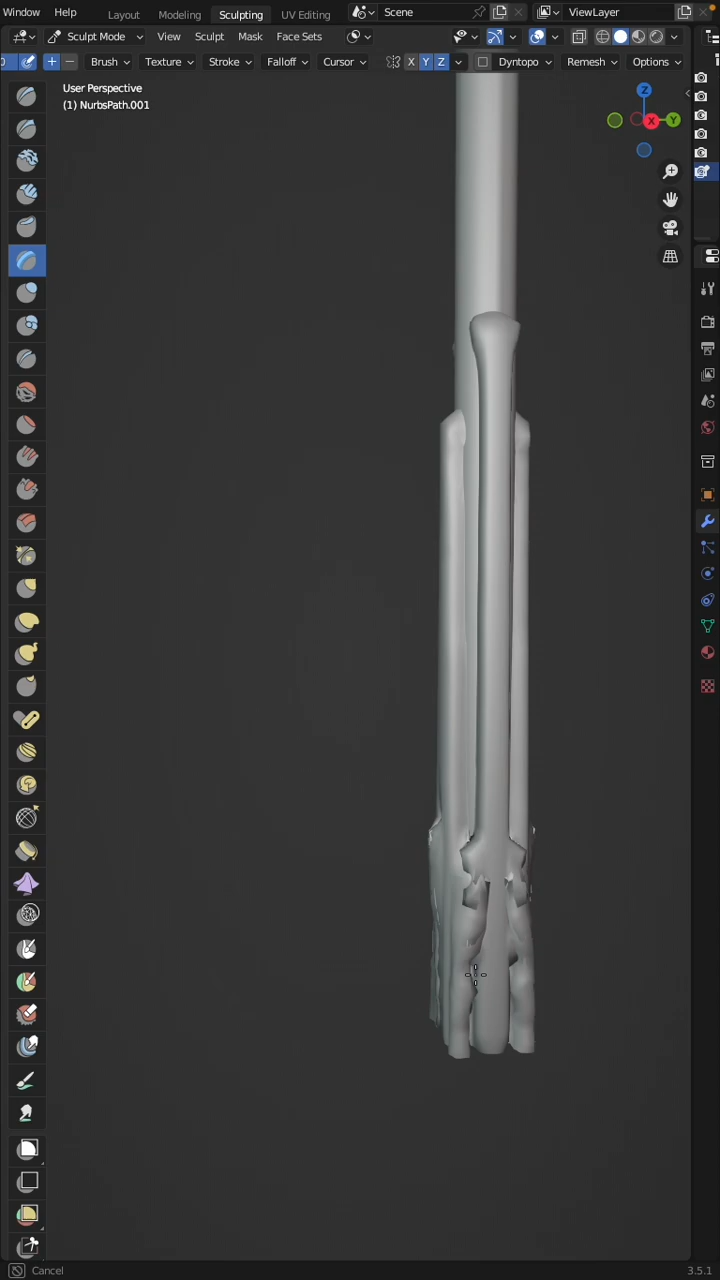 Window Help Layout Modeling Sculpting UV Editing Scene ViewLayer
Sculpt Mode View Sculpt Mask Face Sets
0 Brush Texture Stroke Falloff Cursor X Y Z Dyntopo Remesh Options
User Perspective
(1) NurbsPath.001
Z
X Y
Cancel 3.5.1